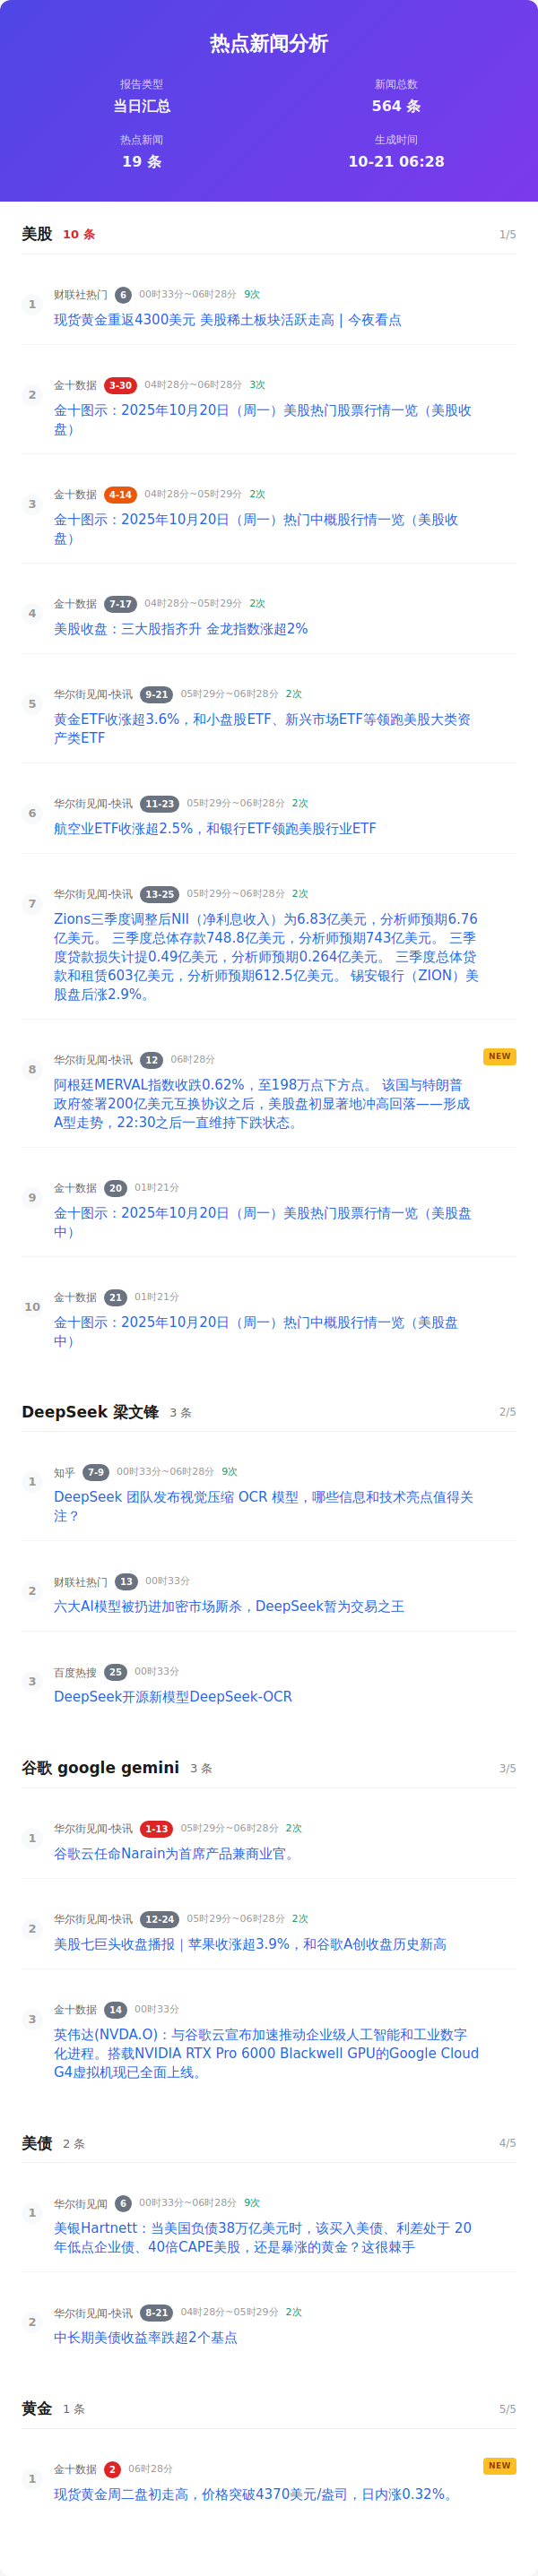 热点新闻分析
报告类型
当日汇总
新闻总数
564 条
热点新闻
19 条
生成时间
10-21 06:28
美股 10 条 1/5
1
财联社热门 6 00时33分~06时28分 9次
现货黄金重返4300美元 美股稀土板块活跃走高 | 今夜看点
2
金十数据 3-30 04时28分~06时28分 3次
金十图示：2025年10月20日（周一）美股热门股票行情一览（美股收
盘）
3
金十数据 4-14 04时28分~05时29分 2次
金十图示：2025年10月20日（周一）热门中概股行情一览（美股收
盘）
4
金十数据 7-17 04时28分~05时29分 2次
美股收盘：三大股指齐升 金龙指数涨超2%
5
华尔街见闻-快讯 9-21 05时29分~06时28分 2次
黄金ETF收涨超3.6%，和小盘股ETF、新兴市场ETF等领跑美股大类资
产类ETF
6
华尔街见闻-快讯 11-23 05时29分~06时28分 2次
航空业ETF收涨超2.5%，和银行ETF领跑美股行业ETF
7
华尔街见闻-快讯 13-25 05时29分~06时28分 2次
Zions三季度调整后NII（净利息收入）为6.83亿美元，分析师预期6.76
亿美元。 三季度总体存款748.8亿美元，分析师预期743亿美元。 三季
度贷款损失计提0.49亿美元，分析师预期0.264亿美元。 三季度总体贷
款和租赁603亿美元，分析师预期612.5亿美元。 锡安银行（ZION）美
股盘后涨2.9%。
8
华尔街见闻-快讯 12 06时28分 NEW
阿根廷MERVAL指数收跌0.62%，至198万点下方点。 该国与特朗普
政府签署200亿美元互换协议之后，美股盘初显著地冲高回落——形成
A型走势，22:30之后一直维持下跌状态。
9
金十数据 20 01时21分
金十图示：2025年10月20日（周一）美股热门股票行情一览（美股盘
中）
10
金十数据 21 01时21分
金十图示：2025年10月20日（周一）热门中概股行情一览（美股盘
中）
DeepSeek 梁文锋 3 条 2/5
1
知乎 7-9 00时33分~06时28分 9次
DeepSeek 团队发布视觉压缩 OCR 模型，哪些信息和技术亮点值得关
注？
2
财联社热门 13 00时33分
六大AI模型被扔进加密市场厮杀，DeepSeek暂为交易之王
3
百度热搜 25 00时33分
DeepSeek开源新模型DeepSeek-OCR
谷歌 google gemini 3 条 3/5
1
华尔街见闻-快讯 1-13 05时29分~06时28分 2次
谷歌云任命Narain为首席产品兼商业官。
2
华尔街见闻-快讯 12-24 05时29分~06时28分 2次
美股七巨头收盘播报｜苹果收涨超3.9%，和谷歌A创收盘历史新高
3
金十数据 14 00时33分
英伟达(NVDA.O)：与谷歌云宣布加速推动企业级人工智能和工业数字
化进程。搭载NVIDIA RTX Pro 6000 Blackwell GPU的Google Cloud
G4虚拟机现已全面上线。
美债 2 条 4/5
1
华尔街见闻 6 00时33分~06时28分 9次
美银Hartnett：当美国负债38万亿美元时，该买入美债、利差处于 20
年低点企业债、40倍CAPE美股，还是暴涨的黄金？这很棘手
2
华尔街见闻-快讯 8-21 04时28分~05时29分 2次
中长期美债收益率跌超2个基点
黄金 1 条 5/5
1
金十数据 2 06时28分 NEW
现货黄金周二盘初走高，价格突破4370美元/盎司，日内涨0.32%。